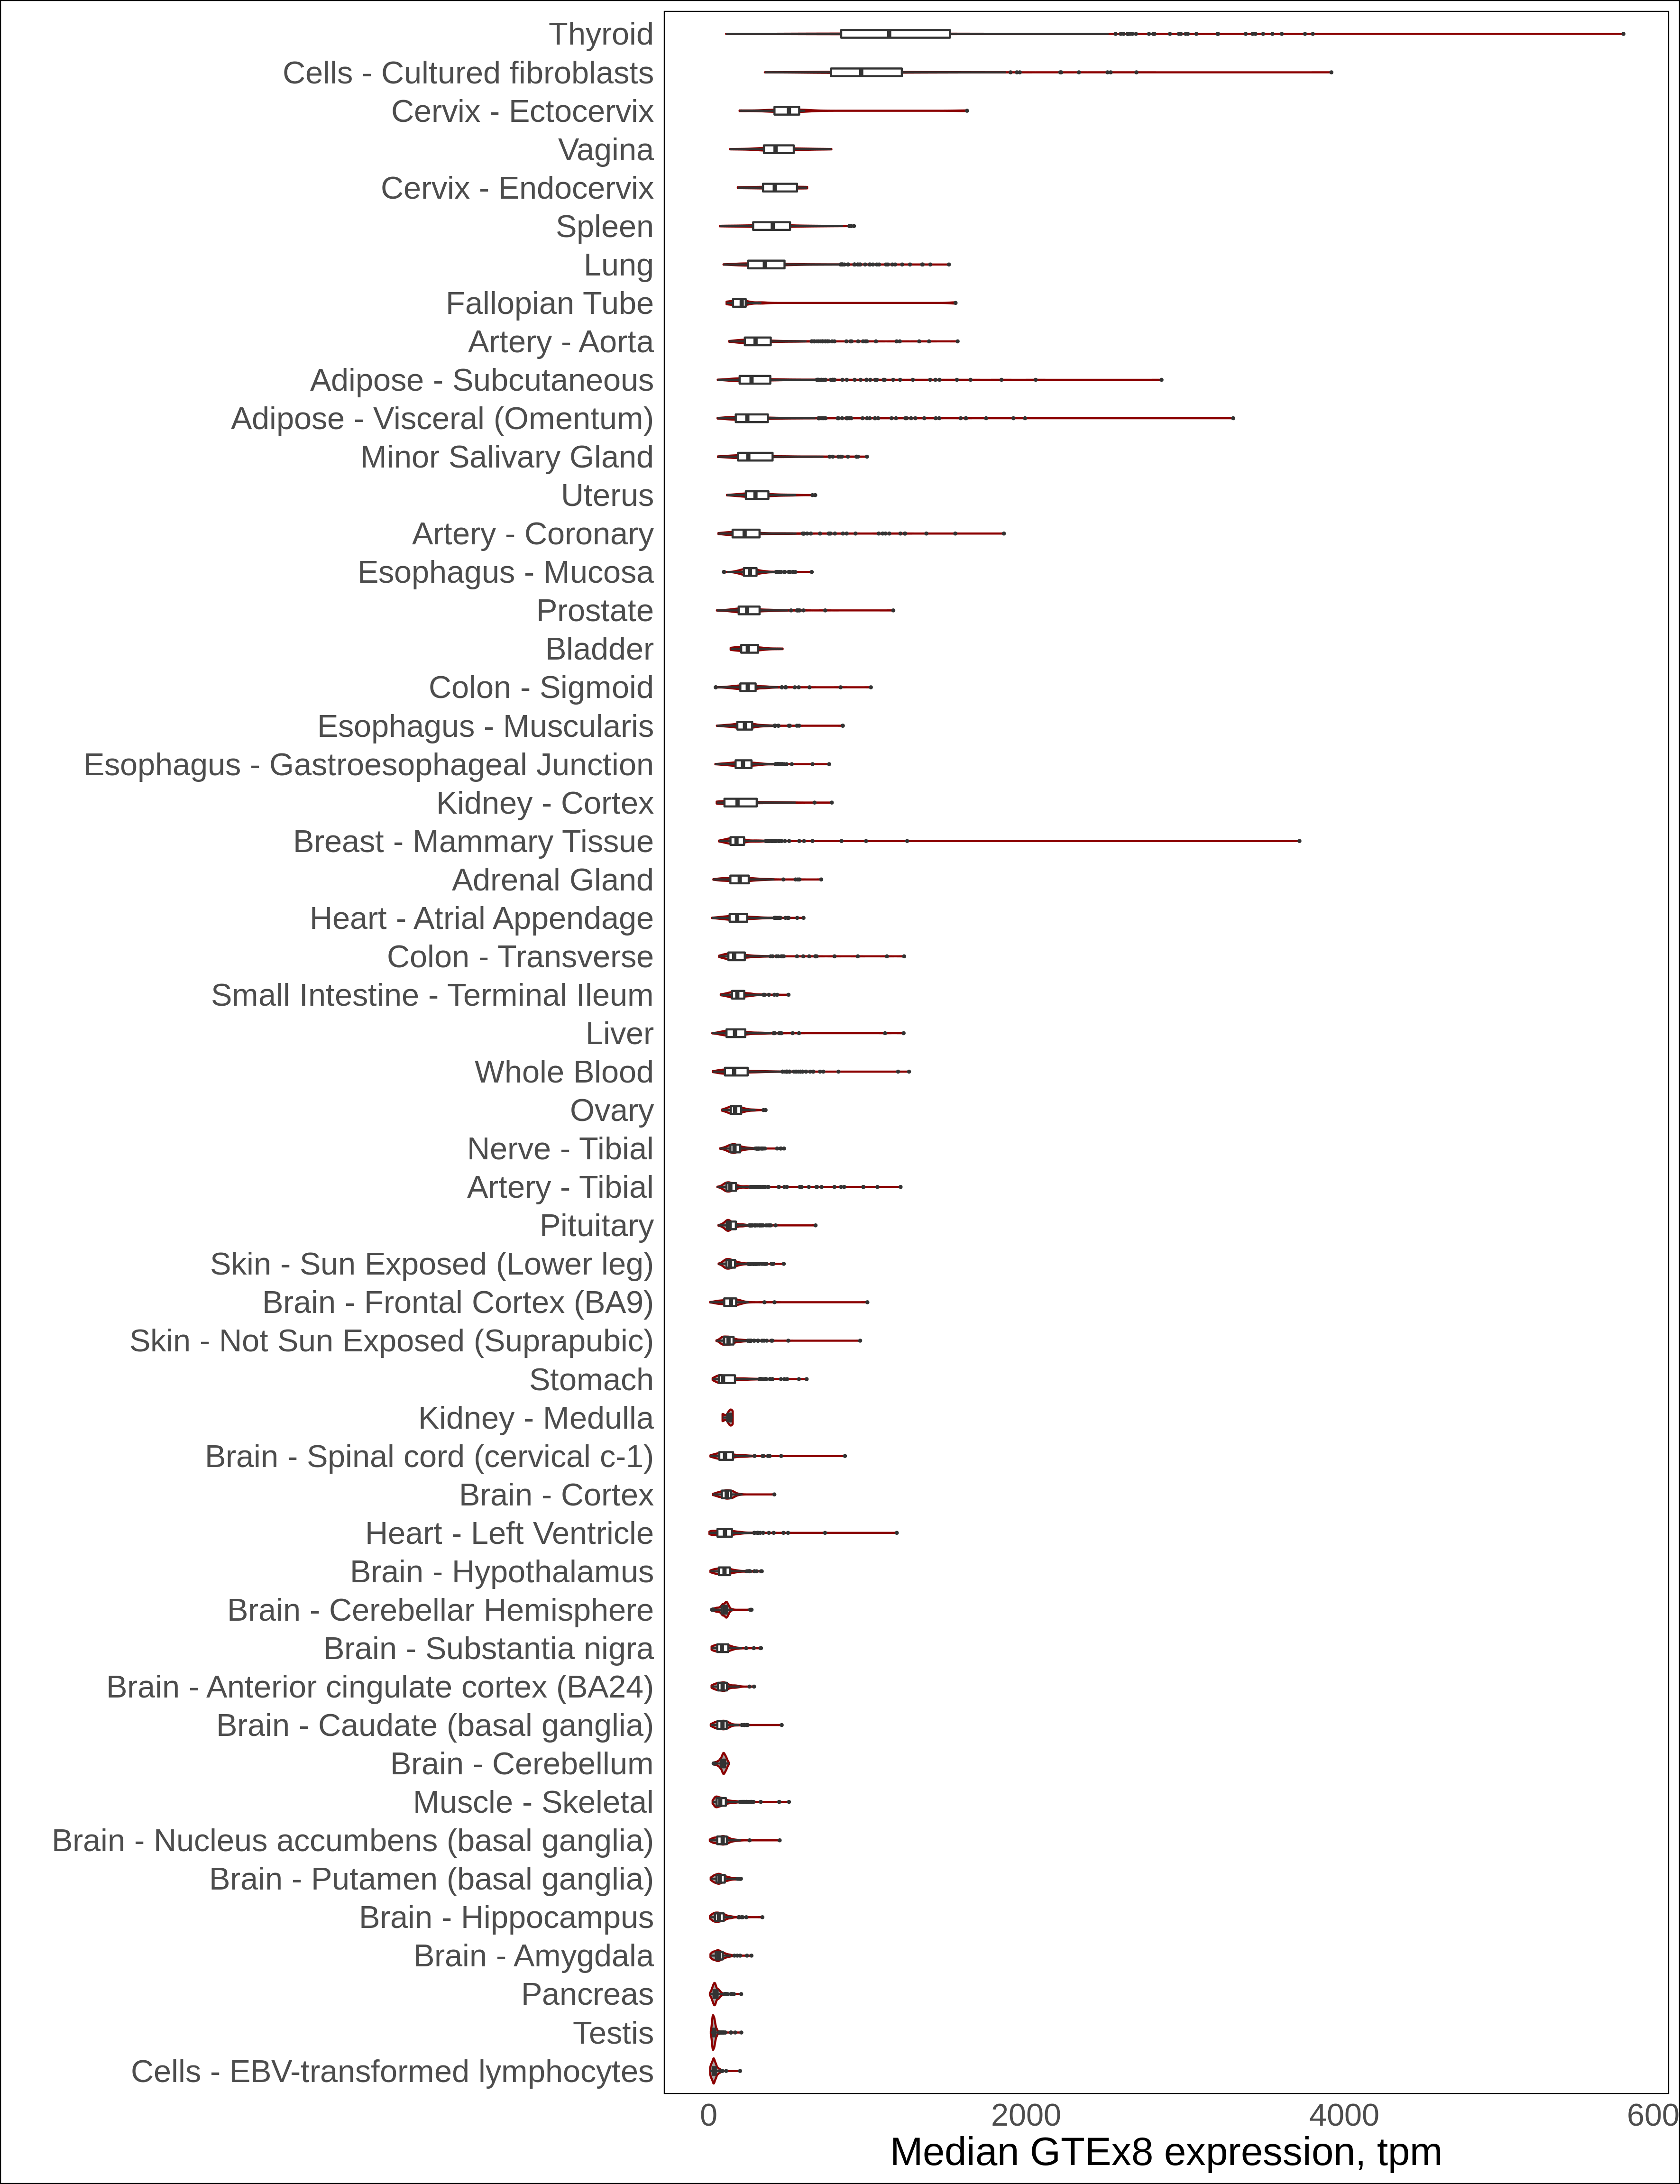 Thyroid
Cells - Cultured fibroblasts
Cervix - Ectocervix
Vagina
Cervix - Endocervix
Spleen
Lung
Fallopian Tube
Artery - Aorta
Adipose - Subcutaneous
Adipose - Visceral (Omentum)
Minor Salivary Gland
Uterus
Artery - Coronary
Esophagus - Mucosa
Prostate
Bladder
Colon - Sigmoid
Esophagus - Muscularis
Esophagus - Gastroesophageal Junction
Kidney - Cortex
Breast - Mammary Tissue
Adrenal Gland
Heart - Atrial Appendage
Colon - Transverse
Small Intestine - Terminal Ileum
Liver
Whole Blood
Ovary
Nerve - Tibial
Artery - Tibial
Pituitary
Skin - Sun Exposed (Lower leg)
Brain - Frontal Cortex (BA9)
Skin - Not Sun Exposed (Suprapubic)
Stomach
Kidney - Medulla
Brain - Spinal cord (cervical c-1)
Brain - Cortex
Heart - Left Ventricle
Brain - Hypothalamus
Brain - Cerebellar Hemisphere
Brain - Substantia nigra
Brain - Anterior cingulate cortex (BA24)
Brain - Caudate (basal ganglia)
Brain - Cerebellum
Muscle - Skeletal
Brain - Nucleus accumbens (basal ganglia)
Brain - Putamen (basal ganglia)
Brain - Hippocampus
Brain - Amygdala
Pancreas
Testis
Cells - EBV-transformed lymphocytes
0 2000 4000 600
Median GTEx8 expression, tpm